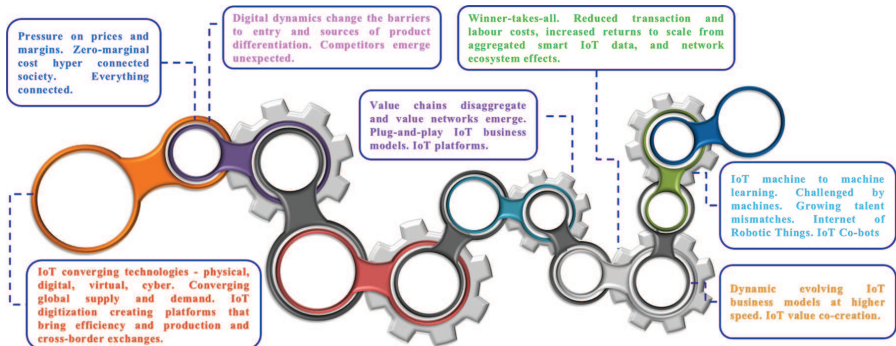 Pressure on prices and
margins. Zero-marginal
cost hyper connected
society. Everything
connected.
Digital dynamics change the barriers
to entry and sources of product
differentiation. Competitors emerge
unexpected.
Winner-takes-all. Reduced transaction and
labour costs, increased returns to scale from
aggregated smart IoT data, and network
ecosystem effects.
Value chains disaggregate
and value networks emerge.
Plug-and-play IoT business
models. IoT platforms.
IoT machine to machine
learning. Challenged by
machines. Growing talent
mismatches. Internet of
Robotic Things. IoT Co-bots
IoT converging technologies - physical,
digital, virtual, cyber. Converging
global supply and demand. IoT
digitization creating platforms that
bring efficiency and production and
cross-border exchanges.
Dynamic evolving IoT
business models at higher
speed. IoT value co-creation.